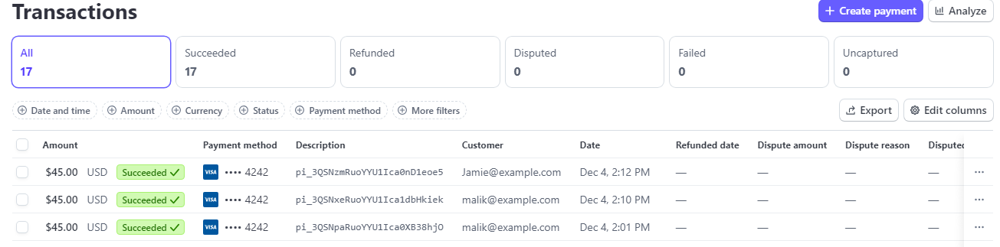 Transactions
Create payment Analyze
All Succeeded Refunded Disputed Failed Uncaptured
17 17 0 0 0 0
Date and time Amount Currency Status Payment method More filters Export Edit columns
Amount Payment method Description Customer Date Refunded date Dispute amount Dispute reason Disputed
$45.00 USD Succeeded VISA •••• 4242 pi_3QSNzmRuoYYU1Ica0nD1eoe5 Jamie@example.com Dec 4, 2:12 PM — — — —
$45.00 USD Succeeded VISA •••• 4242 pi_3QSNxeRuoYYU1Ica1dbHkiek malik@example.com Dec 4, 2:10 PM — — — —
$45.00 USD Succeeded VISA •••• 4242 pi_3QSNpaRuoYYU1Ica0XB38hjO malik@example.com Dec 4, 2:01 PM — — — —